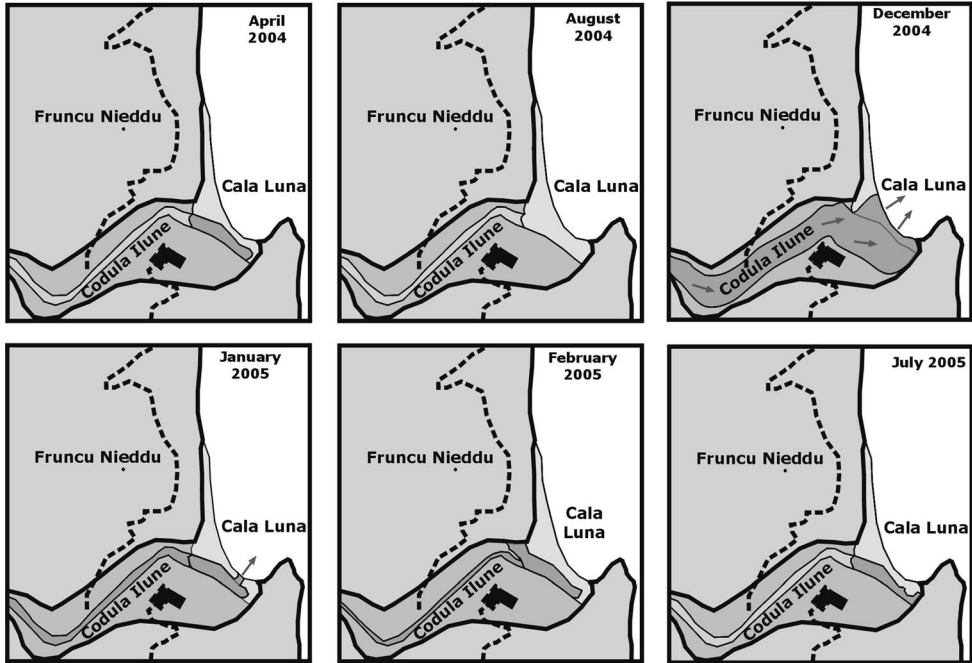 April
2004
Fruncu Nieddu
Cala Luna
Codula Ilune
August
2004
Fruncu Nieddu
Cala Luna
Codula Ilune
December
2004
Fruncu Nieddu
Cala Luna
Codula Ilune
January
2005
Fruncu Nieddu
Cala Luna
Codula Ilune
February
2005
Fruncu Nieddu
Cala
Luna
Codula Ilune
July 2005
Fruncu Nieddu
Cala Luna
Codula Ilune